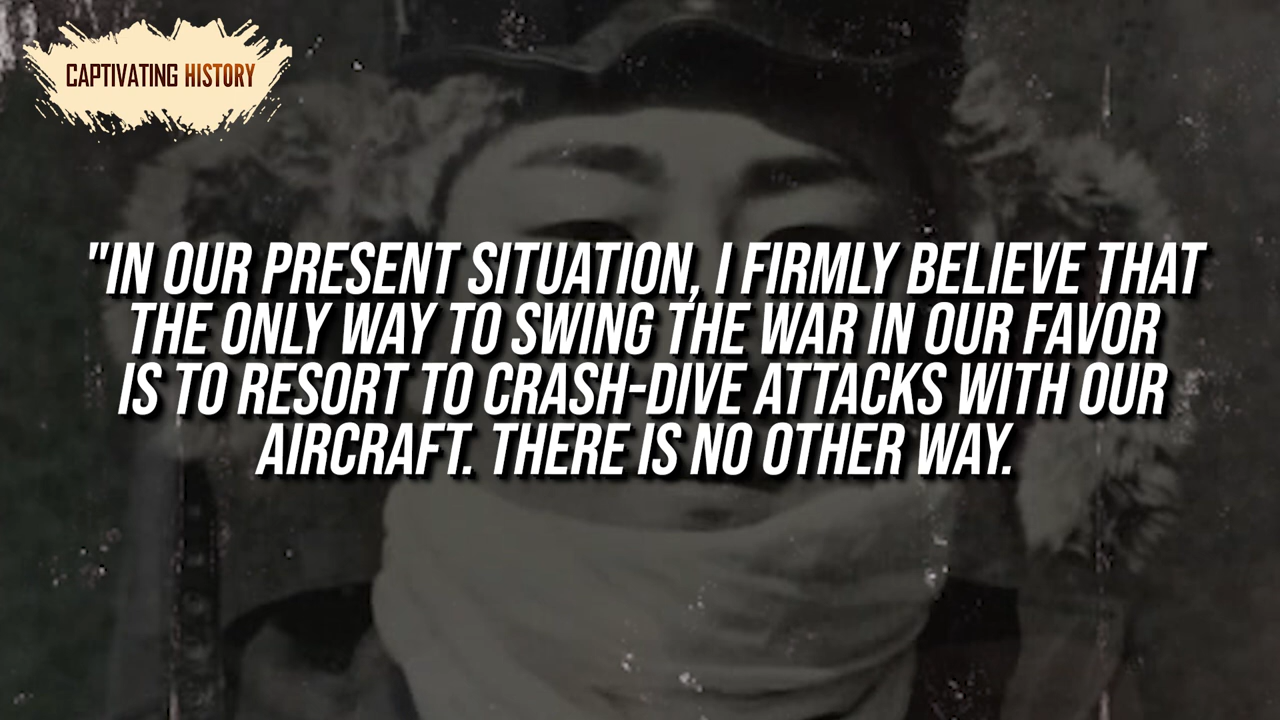 CAPTIVATING HISTORY
"IN OUR PRESENT SITUATION, I FIRMLY BELIEVE THAT
THE ONLY WAY TO SWING THE WAR IN OUR FAVOR
IS TO RESORT TO CRASH-DIVE ATTACKS WITH OUR
AIRCRAFT. THERE IS NO OTHER WAY.